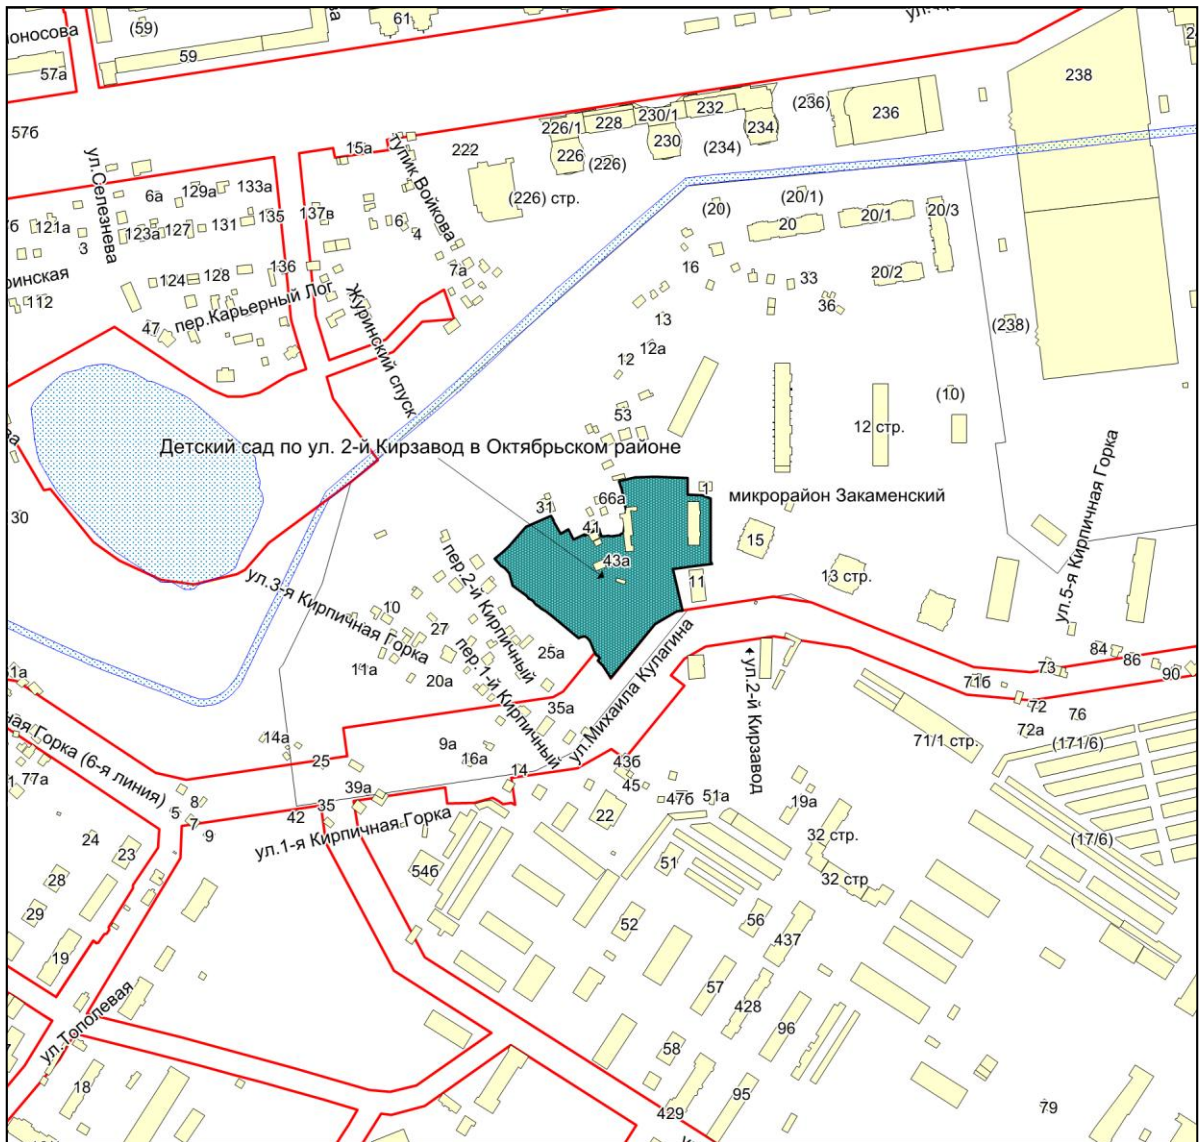 61
(59)
59
57а
57б
238
236
(236)
232
230/1
228
226/1
234
230
226
(234)
(226)
222
15а
тупик Войкова
(226) стр.
ул.Селезнева
6а
129а
133а
135
137в
131
127
123а
121а
3
6
4
(20)
(20/1)
20
20/1
20/3
20/2
136
128
124
7а
16
33
36
112
пер.Карьерный Лог
Журинский спуск
47
13
12а
12
(238)
(10)
53
12 стр.
Детский сад по ул. 2-й Кирзавод в Октябрьском районе
1
микрорайон Закаменский
66а
31
41
30
15
43а
13 стр.
11
ул.5-я Кирпичная Горка
ул.3-я Кирпичная Горка
пер.2-й Кирпичный
пер.1-й Кирпичный
10
27
25а
11а
20а
ул.Михаила Кулагина
ул.2-й Кирзавод
84
86
90
73
71б
72
76
72а
(171/6)
71/1 стр.
35а
9а
16а
14а
25
14
43б
45
47б
51а
19а
39а
35
42
ул.1-я Кирпичная Горка
ная Горка (6-я линия)
77а
8
5
7
9
22
32 стр.
(17/6)
24
23
28
29
54б
51
32 стр
52
56
437
19
57
428
96
ул.Тополевая
58
18
429
95
79